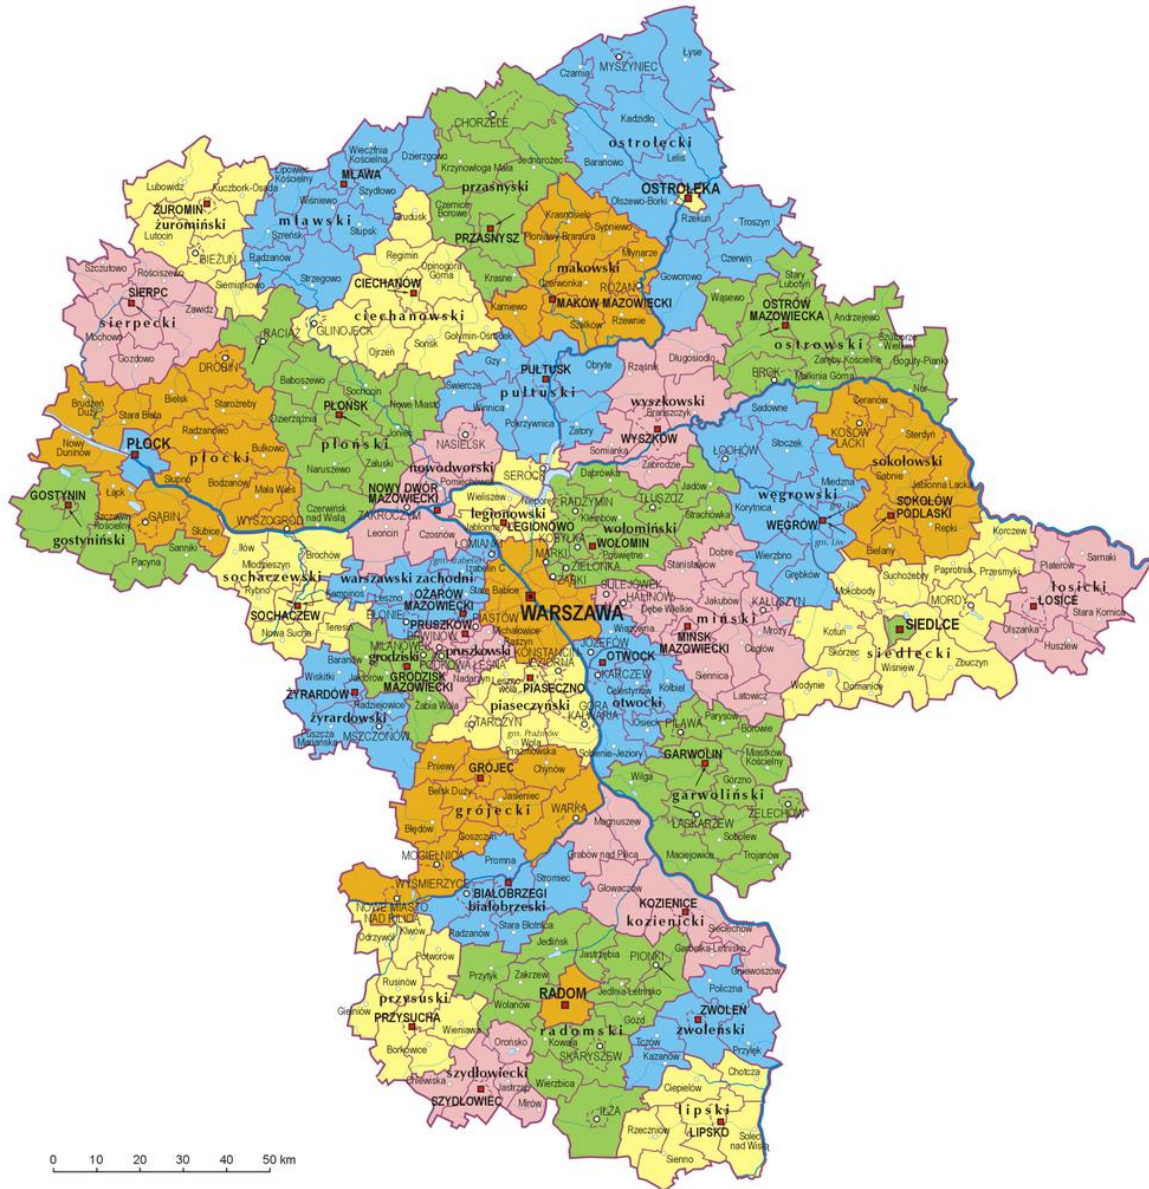 Łyse
MYSZYNIEC
Czarnia
CHORZELE
Kadzidło
ostrołęcki
Lelis
Baranowo
Wieczfnia
Kościelna
Dzierzgowo
Lipowiec
Kościelny
MŁAWA
Szydłowo
Wiśniewo
mławski
Stupsk
Szreńsk
Radzanów
Strzegowo
Jednorożec
Krzynowłoga Mała
przasnyski
Czernice
Borowe
PRZASNYSZ
Krasne
OSTROŁĘKA
Olszewo-Borki
Rzekuń
Troszyn
Czerwin
Goworowo
Lubowidz
Kuczbork-Osada
ŻUROMIN
żuromiński
Lutocin
BIEŻUŃ
Siemiątkowo
Grudusk
Regimin
Opinogóra
Górna
CIECHANÓW
ciechanowski
GLINOJECK
Gołymin-Ośrodek
Sońsk
Ojrzeń
Krasnosielc
Sypniewo
Płoniawy-Bramura
Młynarze
makowski
Czerwonka
RÓŻAN
MAKÓW MAZOWIECKI
Karniewo
Szelków
Rzewnie
Szczutowo
Rościszewo
SIERPC
sierpecki
Zawidz
Mochowo
Gozdowo
Stary
Lubotyń
Wąsewo
OSTRÓW
MAZOWIECKA
Andrzejewo
ostrowski
Szulborze
Wielkie
Zaręby Kościelne
Boguty-Pianki
BROK
Małkinia Górna
Nur
RACIĄŻ
Baboszewo
Sochocin
PŁOŃSK
Nowe Miasto
Dzierzążnia
płoński
Joniec
Naruszewo
Załuski
Czerwińsk
nad Wisłą
DROBIN
Brudzeń
Duży
Bielsk
Stara Biała
Staroźreby
Radzanowo
Bulkowo
Nowy
Duninów
PŁOCK
płocki
Słupno
Bodzanów
Mała Wieś
Łąck
GĄBIN
Słubice
WYSZOGRÓD
Gzy
PUŁTUSK
Obryte
Świercze
pułtuski
Winnica
Pokrzywnica
Zatory
Rząśnik
Długosiodło
wyszkowski
Brańszczyk
WYSZKÓW
Somianka
Zabrodzie
Sadowne
ŁOCHÓW
Stoczek
węgrowski
Miedzna
Korytnica
WĘGRÓW
gm. Liw
Wierzbno
Grębków
Ceranów
KOSÓW
LACKI
Sterdyń
sokołowski
Sabnie
Jabłonna Lacka
SOKOŁÓW
PODLASKI
Repki
Bielany
GOSTYNIN
Szczawin
Kościelny
gostyniński
Sanniki
Pacyna
NASIELSK
nowodworski
Pomiechówek
NOWY DWÓR
MAZOWIECKI
ZAKROCZYM
Leoncin
Czosnów
SEROCK
Wieliszew
Nieporęt
legionowski
Jabłonna
LEGIONOWO
Dąbrówka
RADZYMIN
TŁUSZCZ
Jadów
Klembów
wołomiński
Strachówka
KOBYŁKA
WOŁOMIN
MARKI
Poświętne
ZIELONKA
ZĄBKI
Iłów
Brochów
Młodzieszyn
sochaczewski
Rybno
SOCHACZEW
Nowa Sucha
Teresin
ŁOMIANKI
Izabelin C
warszawski zachodni
Kampinos
Leszno
Stare Babice
OŻARÓW
MAZOWIECKI
BŁONIE
WARSZAWA
PRUSZKÓW
PIASTÓW
Michałowice
Raszyn
BRWINÓW
pruszkowski
PODKOWA LEŚNA
Nadarzyn
MILANÓWEK
grodziski
Baranów
Jaktorów
GRODZISK
MAZOWIECKI
Żabia Wola
Wiskitki
ŻYRARDÓW
Radziejowice
żyrardowski
Puszcza
Mariańska
MSZCZONÓW
KONSTANCIN
JEZIORNA
Leszno
wola
PIASECZNO
piaseczyński
GÓRA
KALWARIA
TARCZYN
gm. Prażmów
Wola
Prażmowska
SULEJÓWEK
HALINÓW
Stanisławów
Dobre
Dębe Wielkie
Jakubów
KAŁUSZYN
MIŃSK
MAZOWIECKI
miński
Mrozy
Cegłów
Siennica
Latowicz
Wiązowna
JÓZEFÓW
OTWOCK
KARCZEW
Celestynów
Kołbiel
otwocki
Osieck
Sobienie-Jeziory
Korczew
Paprotnia
Suchożebry
Przesmyki
Mokobody
MORDY
SIEDLCE
Kotuń
siedlecki
Skórzec
Zbuczyn
Wiśniew
Domanice
Wodynie
Sarnaki
Platerów
łosicki
ŁOSICE
Stara Kornica
Olszanka
Huszlew
PILAWA
Parysów
Borowie
GARWOLIN
Miastków
Kościelny
Wilga
Górzno
garwoliński
ŻELECHÓW
ŁASKARZEW
Sobolew
Maciejowice
Trojanów
Pniewy
GRÓJEC
Chynów
Belsk Duży
Jasieniec
grójecki
WARKA
Błędów
Goszczyn
MOGIELNICA
NOWE MIASTO
NAD PILICĄ
Promna
WYŚMIERZYCE
Stromiec
BIAŁOBRZEGI
białobrzeski
Stara Błotnica
Radzanów
Magnuszew
Grabów nad Pilicą
Głowaczów
KOZIENICE
kozienicki
Sieciechów
Garbatka-Letnisko
Gniewoszów
Odrzywół
Klwów
Potworów
Rusinów
przysuski
Gielniów
PRZYSUCHA
Wieniawa
Borkowice
Jedlińsk
Jastrzębia
PIONKI
Przytyk
Zakrzew
Jedlnia-Letnisko
RADOM
Wolanów
radomski
Gózd
Kowala
SKARYSZEW
Wierzbica
IŁŻA
Policzna
ZWOLEŃ
zwoleński
Tczów
Przyłęk
Kazanów
Orońsko
szydłowiecki
Chlewiska
Jastrząb
SZYDŁOWIEC
Mirów
Chotcza
Ciepielów
lipski
LIPSKO
Rzeczniów
Solec
nad Wisłą
Sienno
0 10 20 30 40 50 km